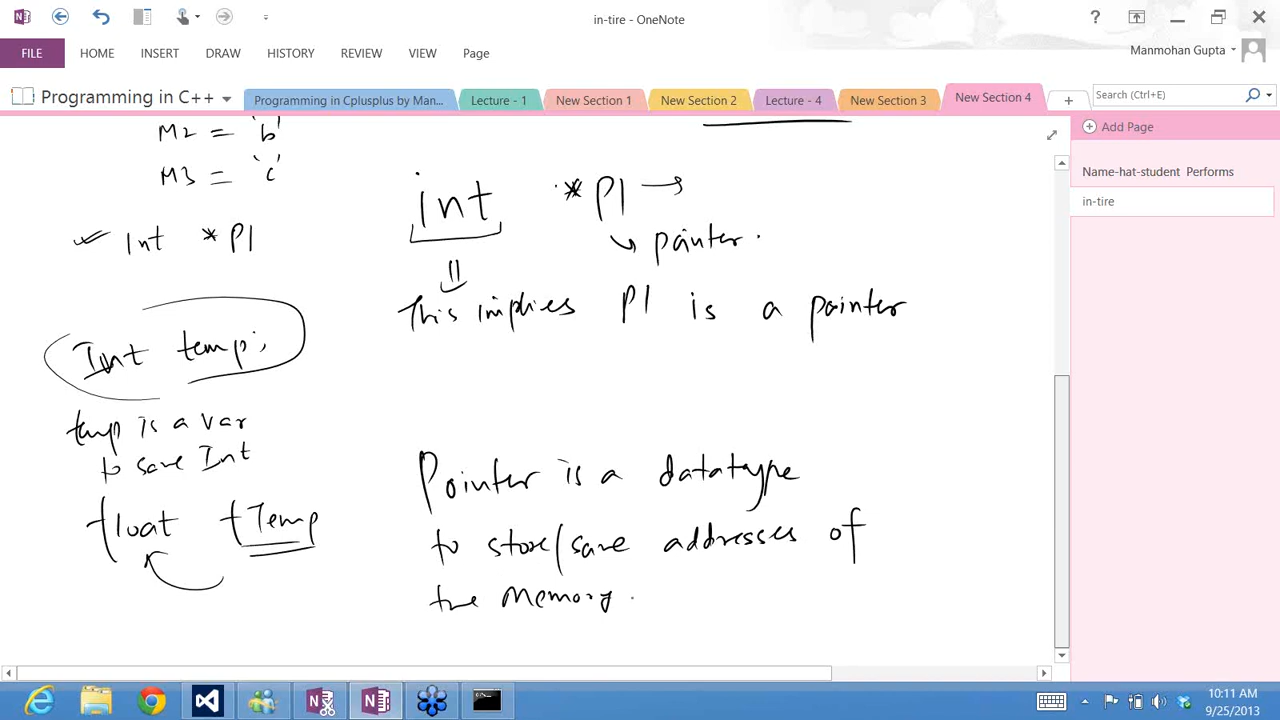 in-tire - OneNote
FILE HOME INSERT DRAW HISTORY REVIEW VIEW Page
Manmohan Gupta
Programming in C++
Programming in Cplusplus by Man... Lecture - 1 New Section 1 New Section 2 Lecture - 4 New Section 3 New Section 4
Search (Ctrl+E)
Add Page
Name-hat-student Performs
in-tire
M2 = 'b'
M3 = 'c'
Int *P1
Int temp;
temp is a var
to save Int
float fTemp
int *P1 →
pointer.
This implies P1 is a pointer
Pointer is a datatype
to store/save addresses of
the Memory.
10:11 AM
9/25/2013